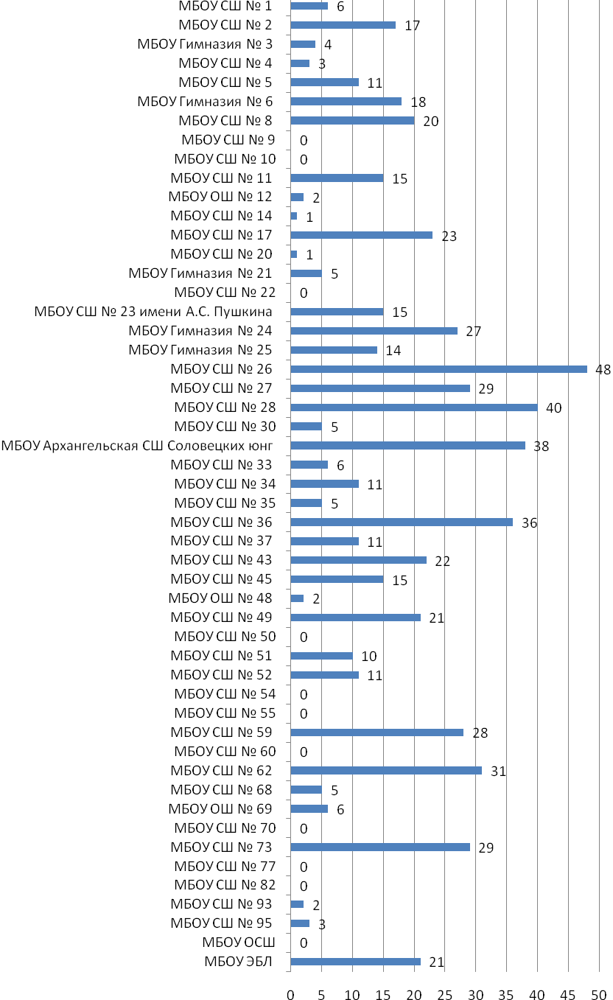 МБОУ СШ № 1 6
МБОУ СШ № 2 17
МБОУ Гимназия № 3 4
МБОУ СШ № 4 3
МБОУ СШ № 5 11
МБОУ Гимназия № 6 18
МБОУ СШ № 8 20
МБОУ СШ № 9 0
МБОУ СШ № 10 0
МБОУ СШ № 11 15
МБОУ ОШ № 12 2
МБОУ СШ № 14 1
МБОУ СШ № 17 23
МБОУ СШ № 20 1
МБОУ Гимназия № 21 5
МБОУ СШ № 22 0
МБОУ СШ № 23 имени А.С. Пушкина 15
МБОУ Гимназия № 24 27
МБОУ Гимназия № 25 14
МБОУ СШ № 26 48
МБОУ СШ № 27 29
МБОУ СШ № 28 40
МБОУ СШ № 30 5
МБОУ Архангельская СШ Соловецких юнг 38
МБОУ СШ № 33 6
МБОУ СШ № 34 11
МБОУ СШ № 35 5
МБОУ СШ № 36 36
МБОУ СШ № 37 11
МБОУ СШ № 43 22
МБОУ СШ № 45 15
МБОУ ОШ № 48 2
МБОУ СШ № 49 21
МБОУ СШ № 50 0
МБОУ СШ № 51 10
МБОУ СШ № 52 11
МБОУ СШ № 54 0
МБОУ СШ № 55 0
МБОУ СШ № 59 28
МБОУ СШ № 60 0
МБОУ СШ № 62 31
МБОУ СШ № 68 5
МБОУ ОШ № 69 6
МБОУ СШ № 70 0
МБОУ СШ № 73 29
МБОУ СШ № 77 0
МБОУ СШ № 82 0
МБОУ СШ № 93 2
МБОУ СШ № 95 3
МБОУ ОСШ 0
МБОУ ЭБЛ 21
0 5 10 15 20 25 30 35 40 45 50